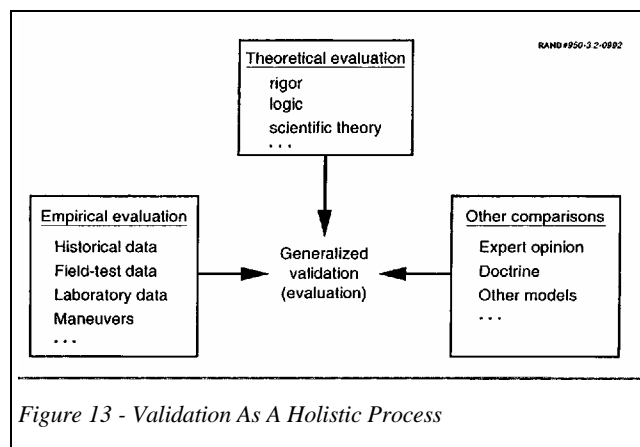 Theoretical evaluation
rigor
logic
scientific theory
...
RAND#950-3.2-0992
Empirical evaluation
Historical data
Field-test data
Laboratory data
Maneuvers
...
Generalized
validation
(evaluation)
Other comparisons
Expert opinion
Doctrine
Other models
...
Figure 13 - Validation As A Holistic Process